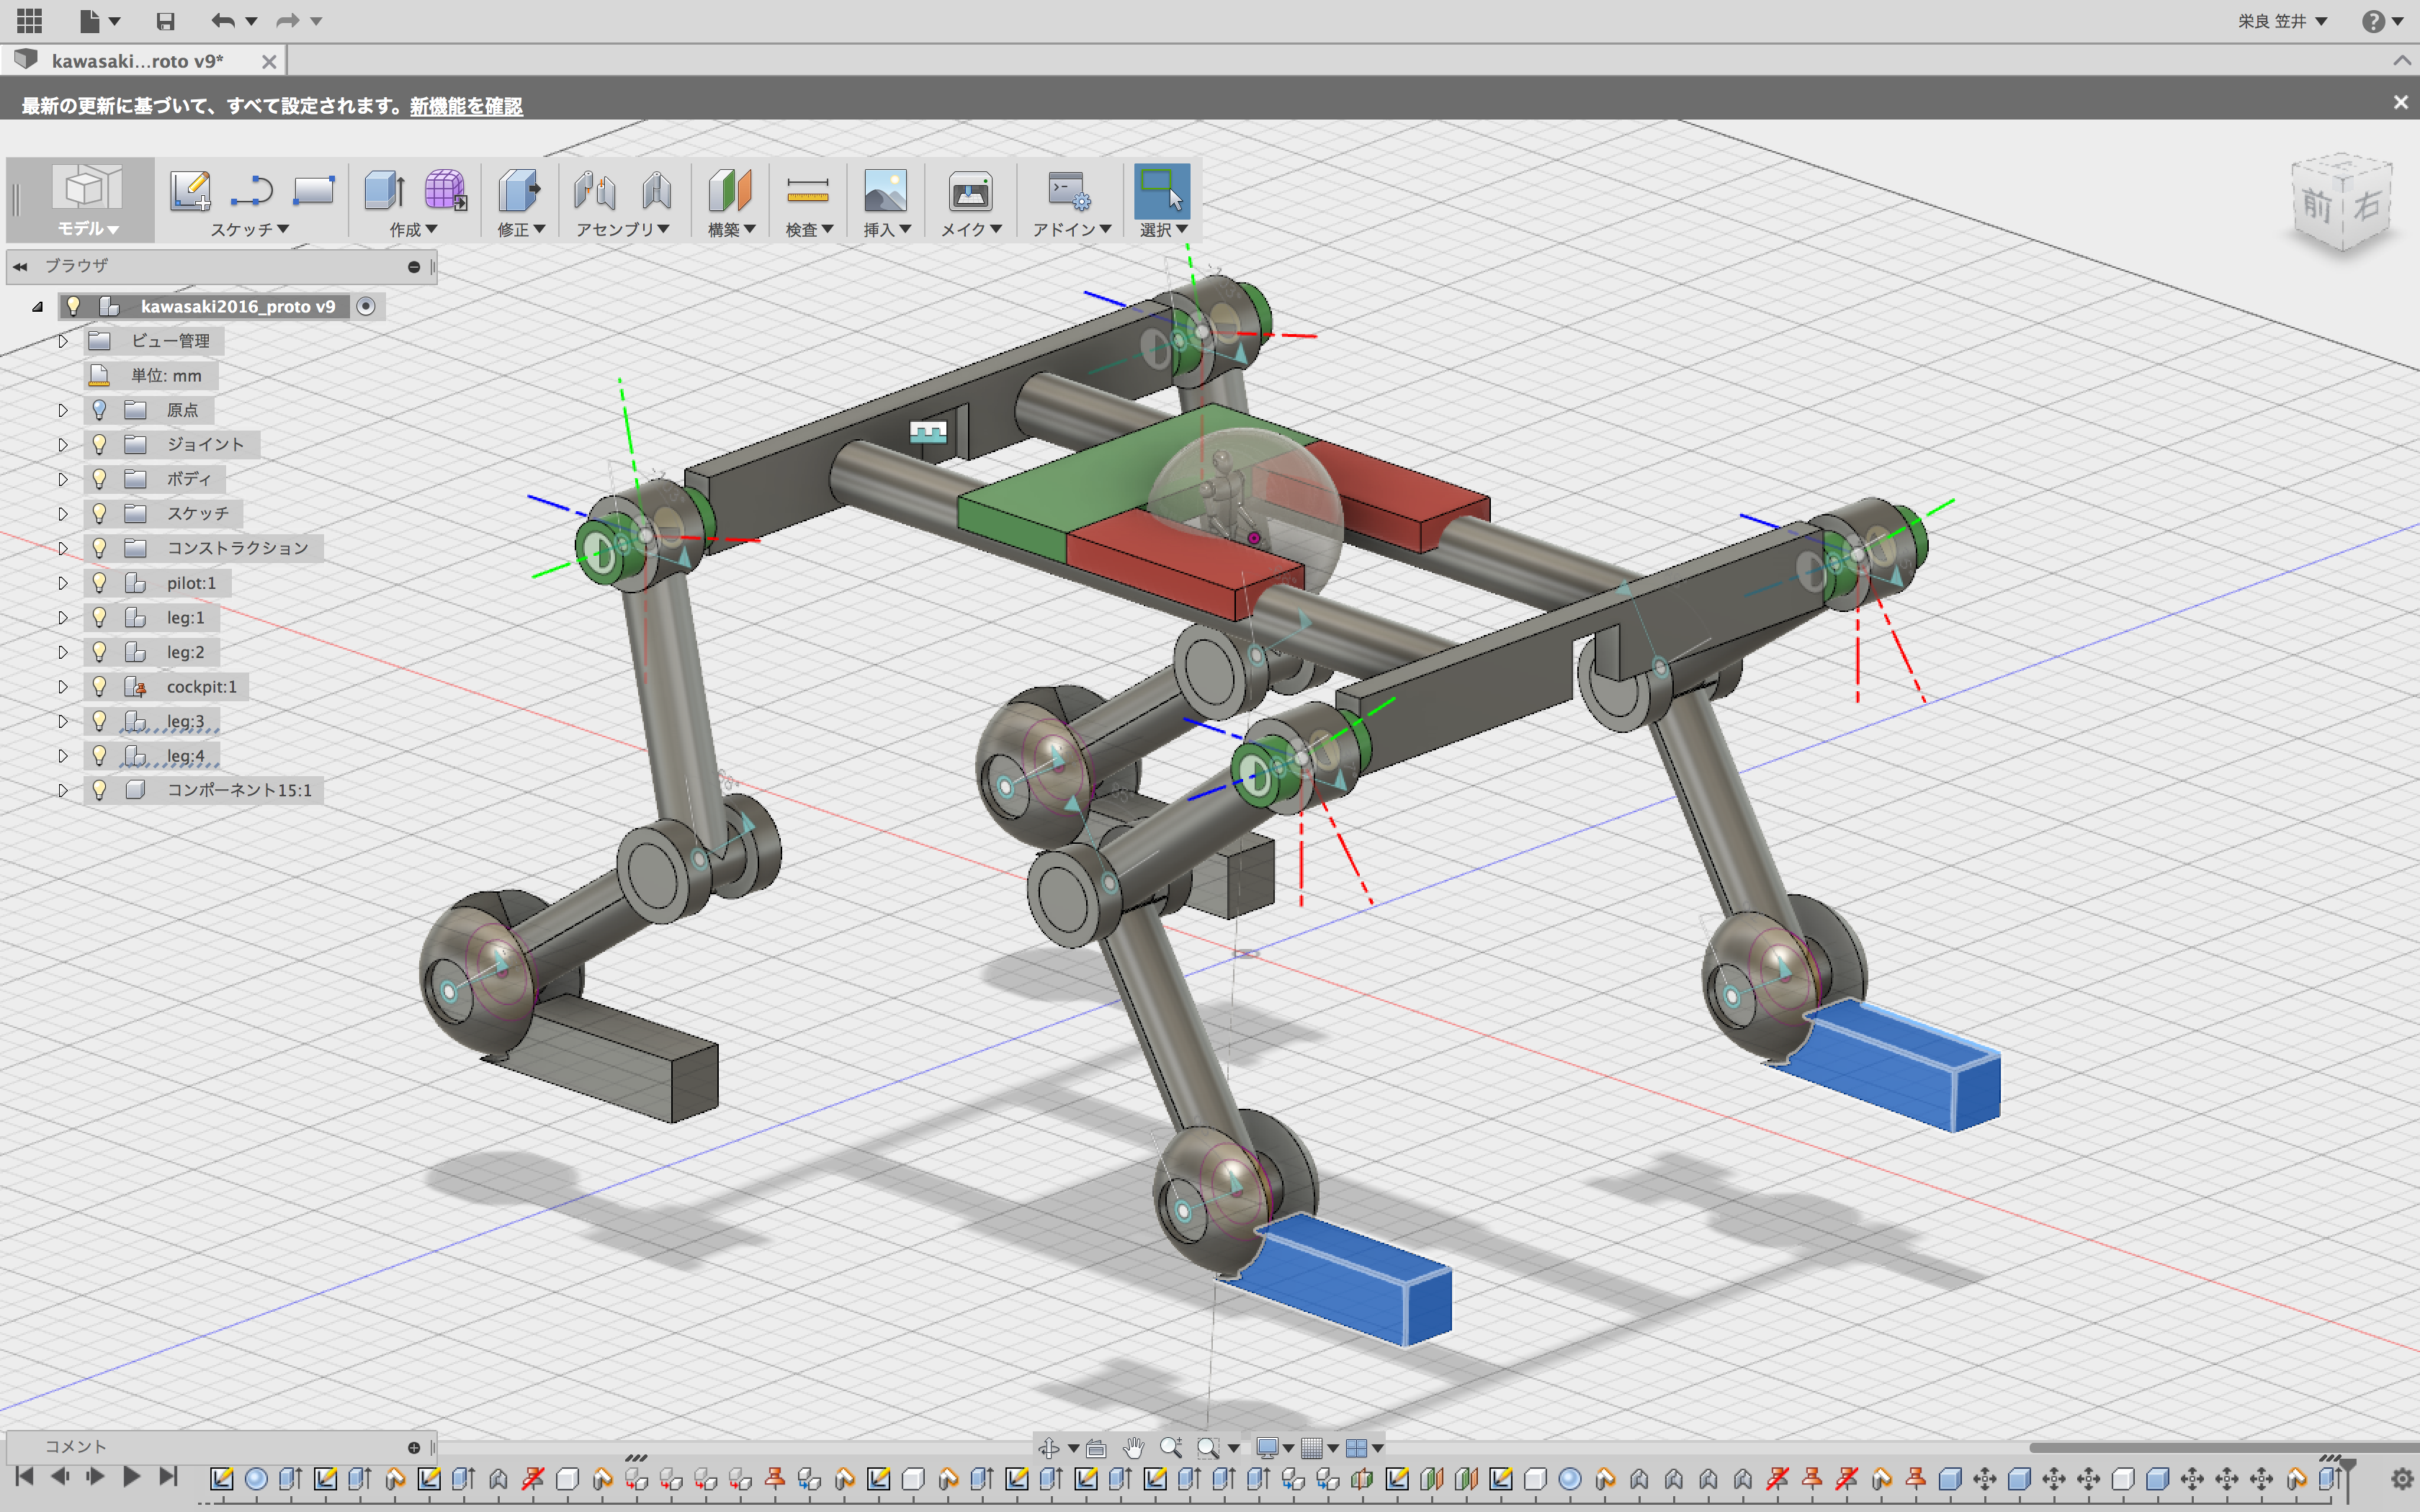 栄良 笠井
kawasaki...roto v9*
最新の更新に基づいて、すべて設定されます。新機能を確認
モデル
スケッチ
作成
修正
アセンブリ
構築
検査
挿入
メイク
アドイン
選択
前
右
ブラウザ
kawasaki2016_proto v9
ビュー管理
単位: mm
原点
ジョイント
ボディ
スケッチ
コンストラクション
pilot:1
leg:1
leg:2
cockpit:1
leg:3
leg:4
コンポーネント15:1
コメント